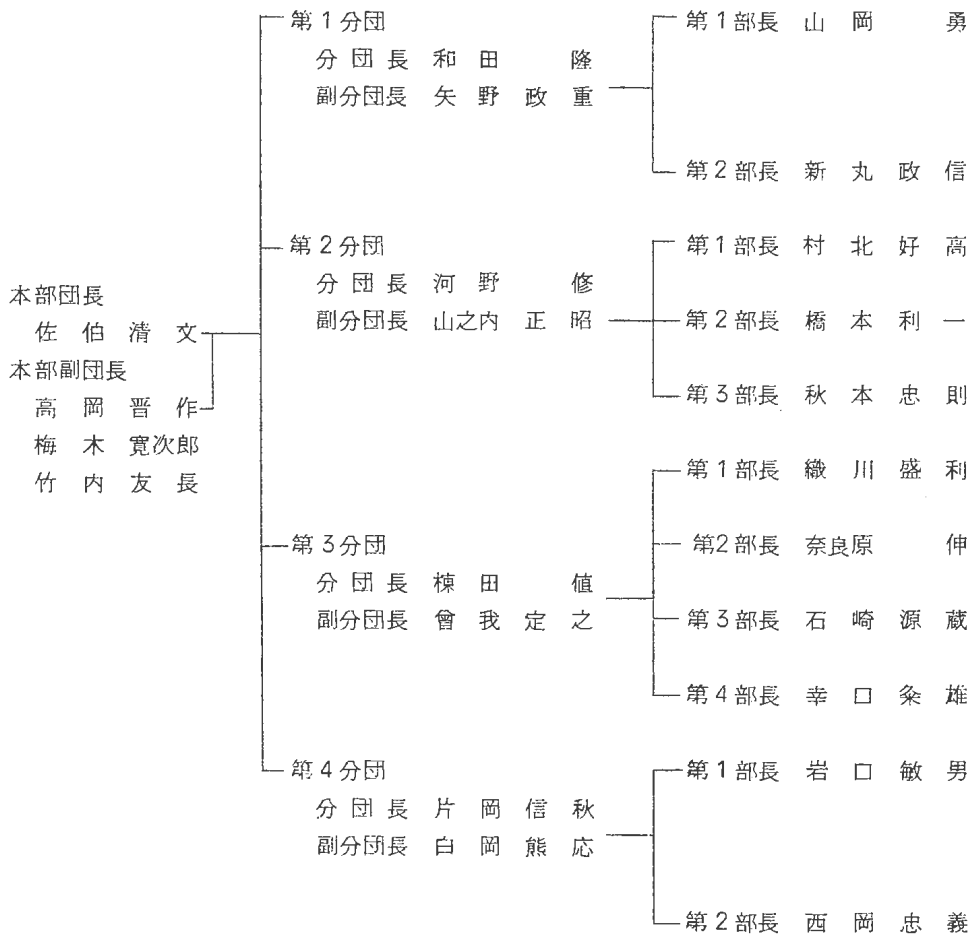 本部団長
佐伯清文
本部副団長
高岡晋作
梅木寛次郎
竹内友長
第1分団
分団長 和田隆
副分団長 矢野政重
第1部長 山岡勇
第2部長 新丸政信
第2分団
分団長 河野修
副分団長 山之内正昭
第1部長 村北好高
第2部長 橋本利一
第3部長 秋本忠則
第3分団
分団長 棟田値
副分団長 曾我定之
第1部長 織川盛利
第2部長 奈良原伸
第3部長 石崎源蔵
第4部長 幸口粂雄
第4分団
分団長 片岡信秋
副分団長 白岡熊応
第1部長 岩口敏男
第2部長 西岡忠義